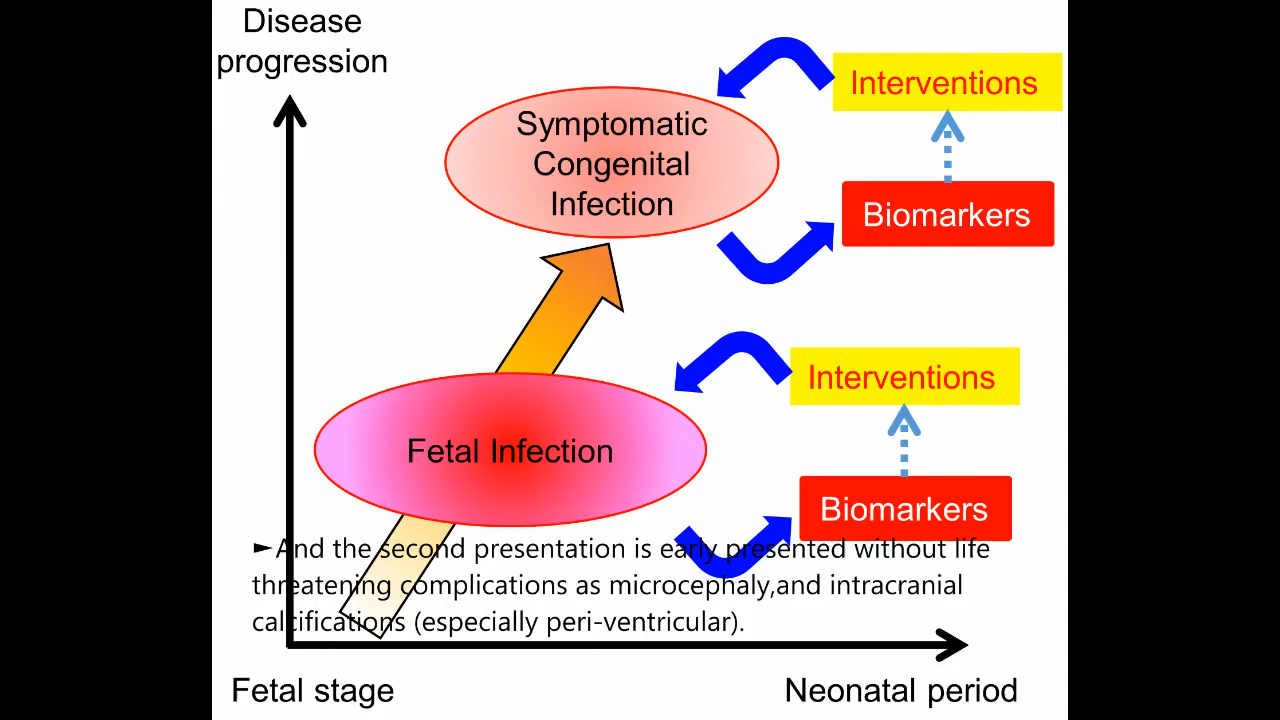 Disease
progression
Interventions
Symptomatic
Congenital
Infection
Biomarkers
Interventions
Fetal Infection
Biomarkers
►And the second presentation is early presented without life
threatening complications as microcephaly,and intracranial
calcifications (especially peri-ventricular).
Fetal stage
Neonatal period